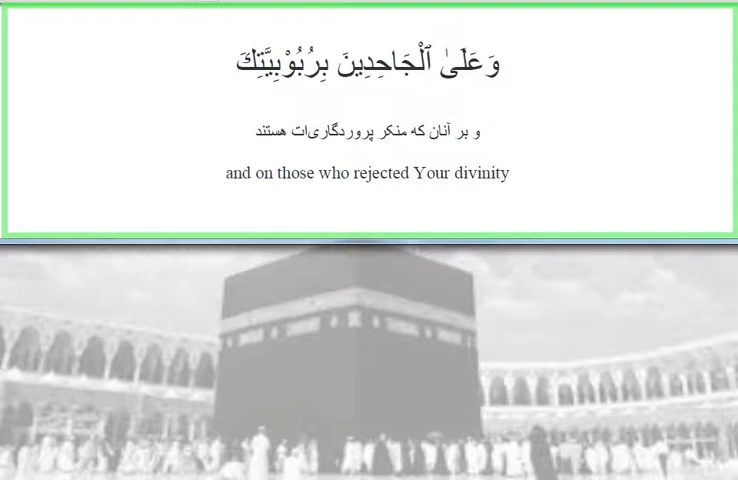 وَعَلَىٰ ٱلْجَاحِدِينَ بِرُبُوْبِيَّتِكَ
و بر آنان که منکر پروردگاری‌ات هستند
and on those who rejected Your divinity